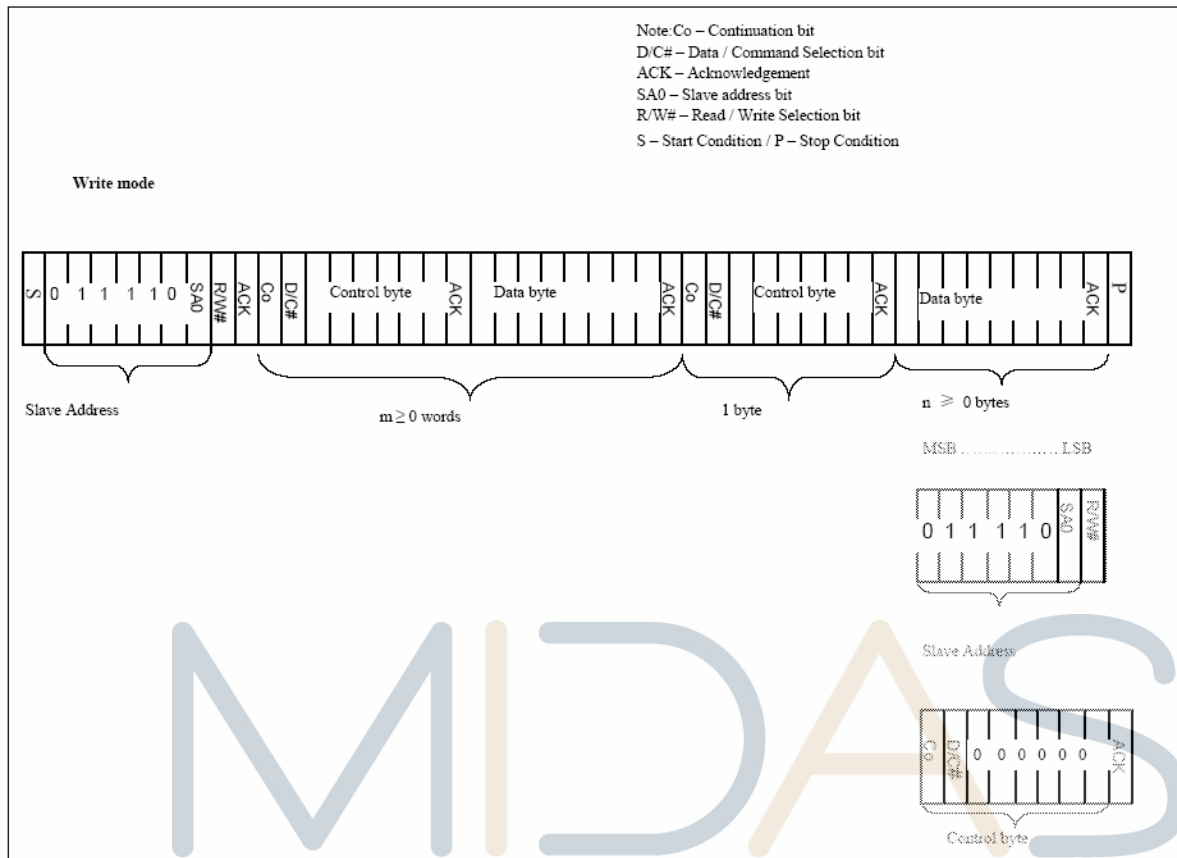 Note:Co – Continuation bit
D/C# – Data / Command Selection bit
ACK – Acknowledgement
SA0 – Slave address bit
R/W# – Read / Write Selection bit
S – Start Condition / P – Stop Condition
Write mode
S 0 1 1 1 1 0 SA0 R/W# ACK Co D/C# Control byte ACK Data byte ACK Co D/C# Control byte ACK Data byte ACK P
Slave Address
m ≥ 0 words
1 byte
n ≥ 0 bytes
MSB ......................LSB
0 1 1 1 1 0 SA0 R/W#
Slave Address
Co D/C# 0 0 0 0 0 0 ACK
Control byte
MIDAS